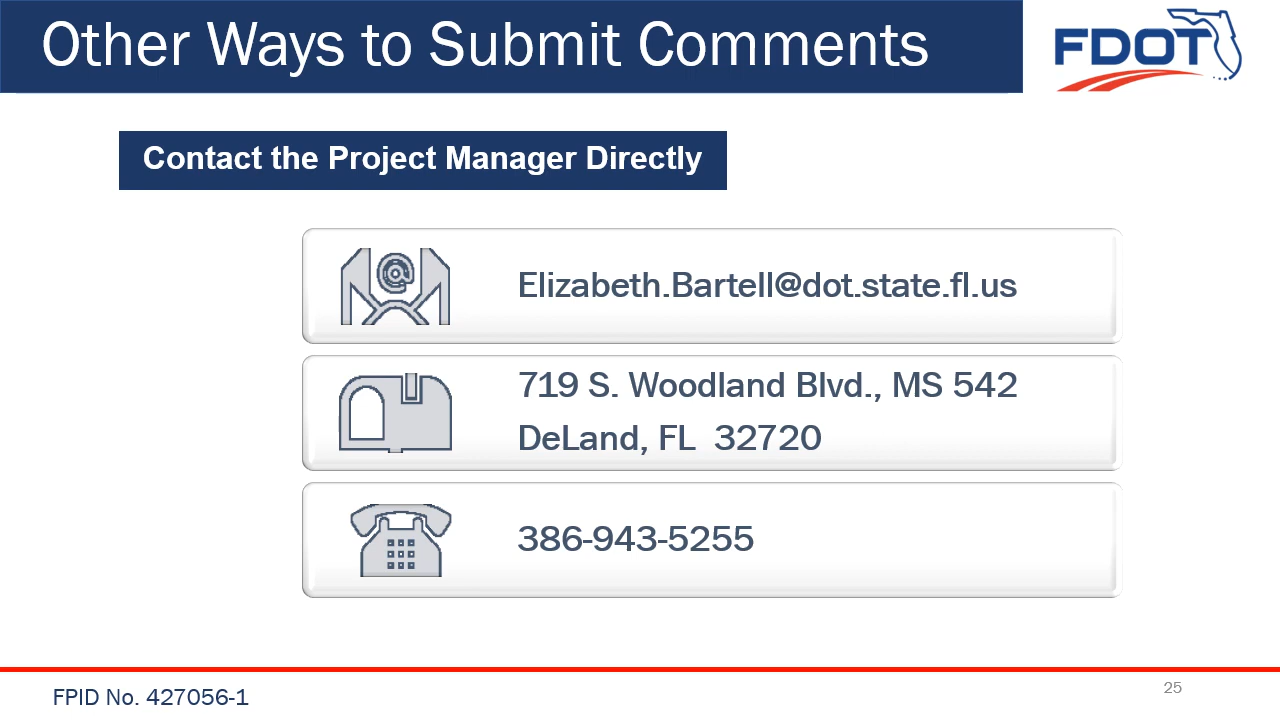 Other Ways to Submit Comments
FDOT
Contact the Project Manager Directly
Elizabeth.Bartell@dot.state.fl.us
719 S. Woodland Blvd., MS 542
DeLand, FL  32720
386-943-5255
FPID No. 427056-1
25